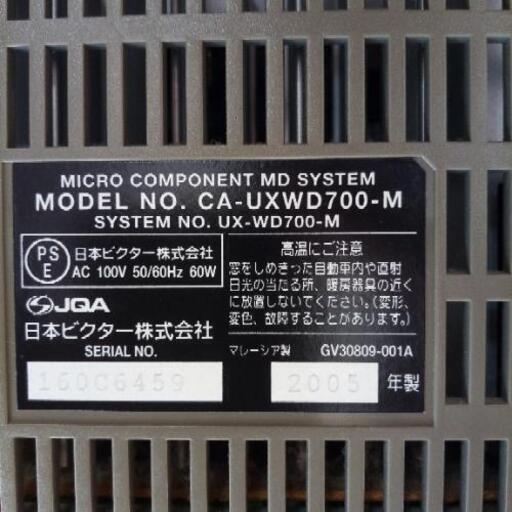 MICRO COMPONENT MD SYSTEM
MODEL NO. CA-UXWD700-M
SYSTEM NO. UX-WD700-M
PS
E
日本ビクター株式会社
AC 100V 50/60Hz 60W
JQA
日本ビクター株式会社
SERIAL NO.
160C6459
高温にご注意
窓をしめきった自動車内や直射
日光の当たる所、暖房器具の近く
に放置しないでください。(変形、
変色、故障することがあります。)
マレーシア製 GV30809-001A
2005 年製